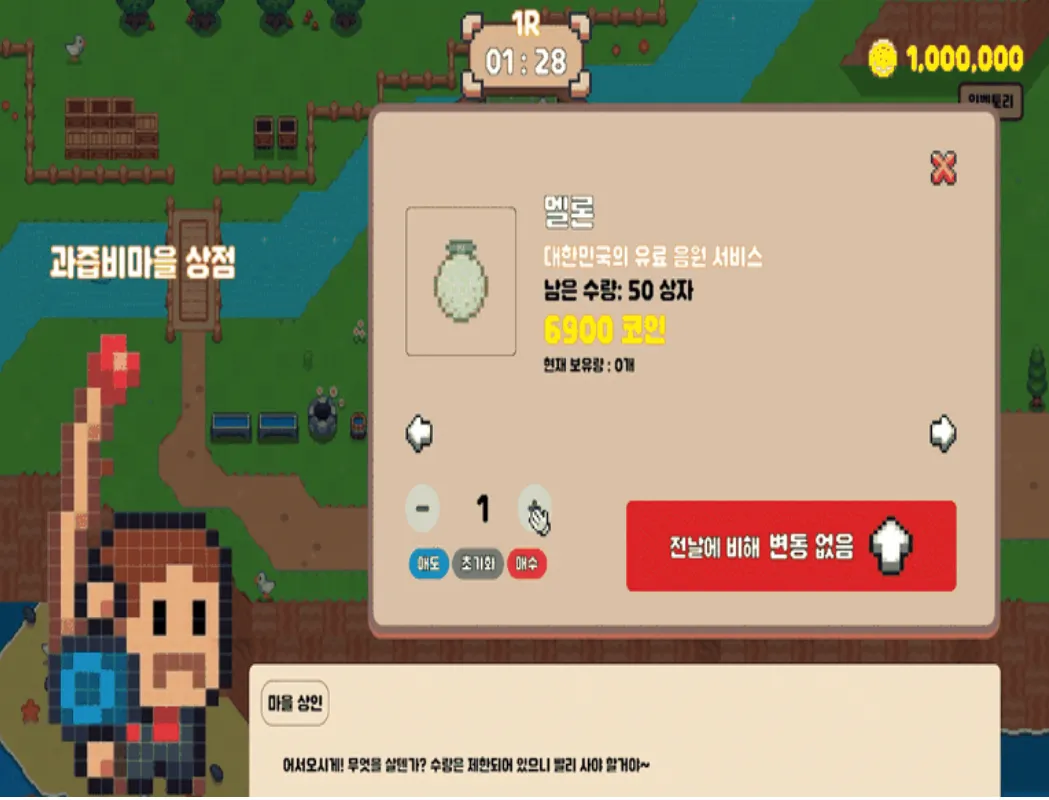 1R
01:28
1,000,000
인벤토리
과즙비마을 상점
멜론
대한민국의 유료 음원 서비스
남은 수량: 50 상자
6900 코인
현재 보유량 : 0개
- 1 +
매도 초기화 매수
전날에 비해 변동 없음
마을 상인
어서오시게! 무엇을 살텐가? 수량은 제한되어 있으니 빨리 사야 할거야~